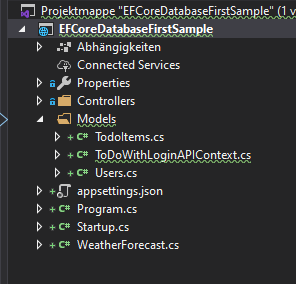 Projektmappe "EFCoreDatabaseFirstSample" (1 v
EFCoreDatabaseFirstSample
Abhängigkeiten
Connected Services
Properties
Controllers
Models
TodoItems.cs
ToDoWithLoginAPIContext.cs
Users.cs
appsettings.json
Program.cs
Startup.cs
WeatherForecast.cs